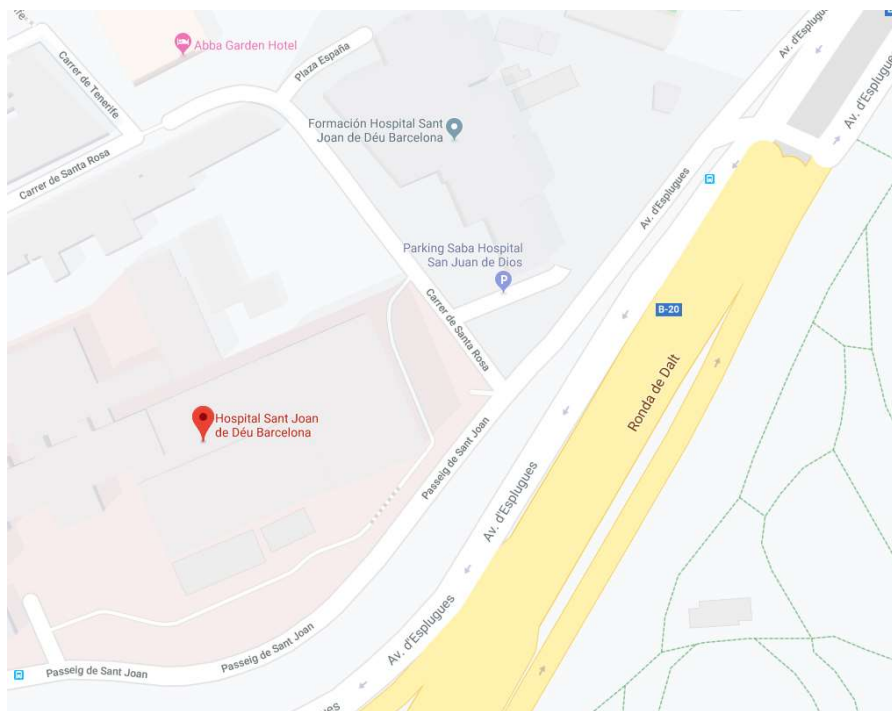 Abba Garden Hotel
Plaza España
Av. d'Esplugues
Av. d'Esplugues
Carrer de Tenerife
Formación Hospital Sant
Joan de Déu Barcelona
Carrer de Santa Rosa
Av. d'Esplugues
Parking Saba Hospital
San Juan de Dios
P
Carrer de Santa Rosa
B-20
Ronda de Dalt
Hospital Sant Joan
de Déu Barcelona
Passeig de Sant Joan
Av. d'Esplugues
Av. d'Esplugues
Passeig de Sant Joan
Passeig de Sant Joan